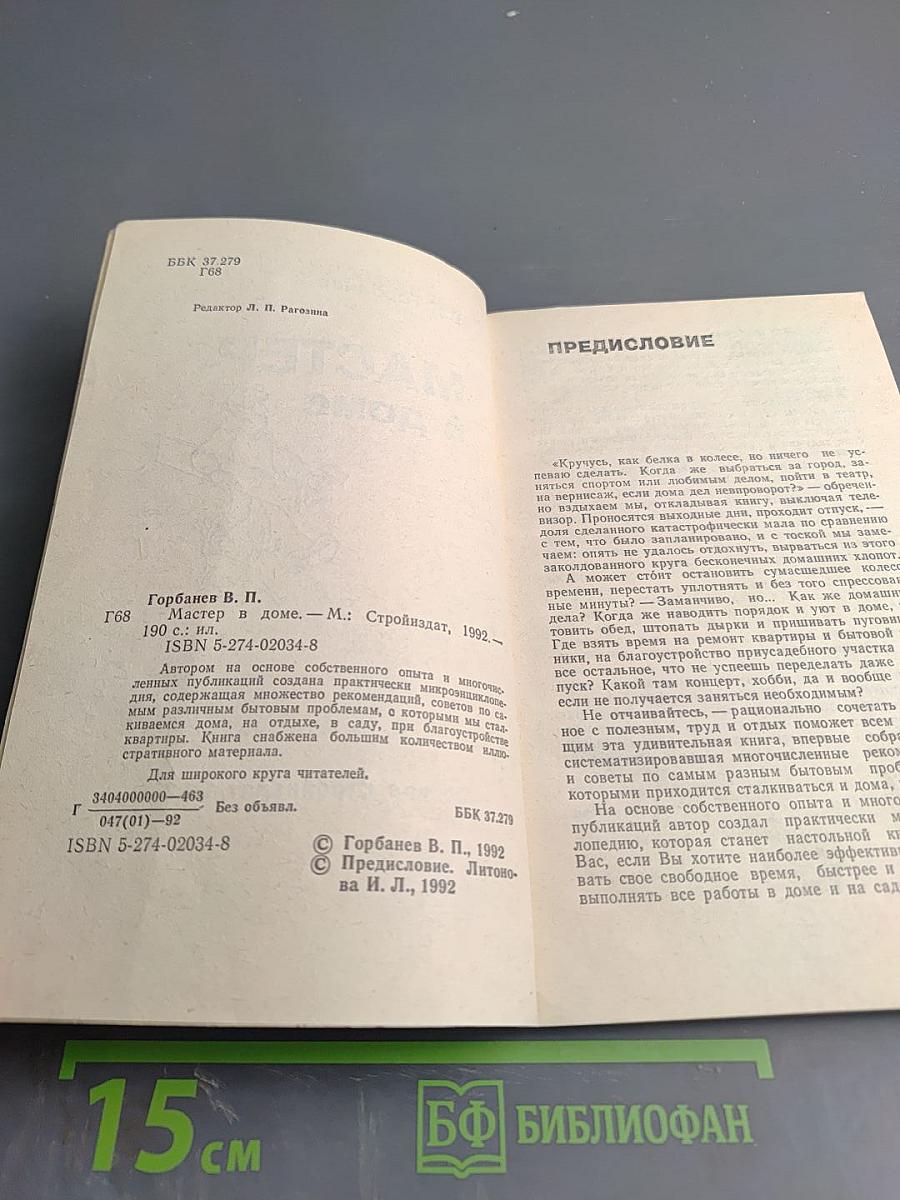 ББК 37.279
Г68
Редактор Л. П. Рагозина
Горбанев В. П.
Г68 Мастер в доме. — М.: Стройиздат, 1992.—
190 с.: ил.
ISBN 5-274-02034-8
Автором на основе собственного опыта и многочис-
ленных публикаций создана практически микроэнциклопе-
дия, содержащая множество рекомендаций, советов по са-
мым различным бытовым проблемам, с которыми мы стал-
киваемся дома, на отдыхе, в саду, при благоустройстве
квартиры. Книга снабжена большим количеством иллю-
стративного материала.
Для широкого круга читателей.
Г 3404000000—463
047(01)—92
Без объявл.
ББК 37.279
ISBN 5-274-02034-8
© Горбанев В. П., 1992
© Предисловие. Литоно-
ва И. Л., 1992
ПРЕДИСЛОВИЕ
«Кручусь, как белка в колесе, но ничего не ус-
певаю сделать. Когда же выбраться за город, за-
няться спортом или любимым делом, пойти в театр,
на вернисаж, если дома дел невпроворот?» — обречен-
но вздыхаем мы, откладывая книгу, выключая теле-
визор. Проносятся выходные дни, проходит отпуск, —
доля сделанного катастрофически мала по сравнению
с тем, что было запланировано, и с тоской мы заме-
чаем: опять не удалось отдохнуть, вырваться из этого
заколдованного круга бесконечных домашних хлопот.
А может сто́ит остановить сумасшедшее колесо
времени, перестать уплотнять и без того спрессован
ные минуты? — Заманчиво, но... Как же домашни
дела? Когда же наводить порядок и уют в доме,
товить обед, штопать дырки и пришивать пугови
Где взять время на ремонт квартиры и бытовой
ники, на благоустройство приусадебного участка
все остальное, что не успеешь переделать даже
пуск? Какой там концерт, хобби, да и вообще
если не получается заняться необходимым?
Не отчаивайтесь, — рационально сочетать
ное с полезным, труд и отдых поможет всем
щим эта удивительная книга, впервые собра
систематизировавшая многочисленные реком
и советы по самым разным бытовым проб
которыми приходится сталкиваться и дома,
На основе собственного опыта и много
публикаций автор создал практически м
лопедию, которая станет настольной кн
Вас, если Вы хотите наиболее эффективн
вать свое свободное время, быстрее и
выполнять все работы в доме и на сад
15 см
БФ БИБЛИОФАН